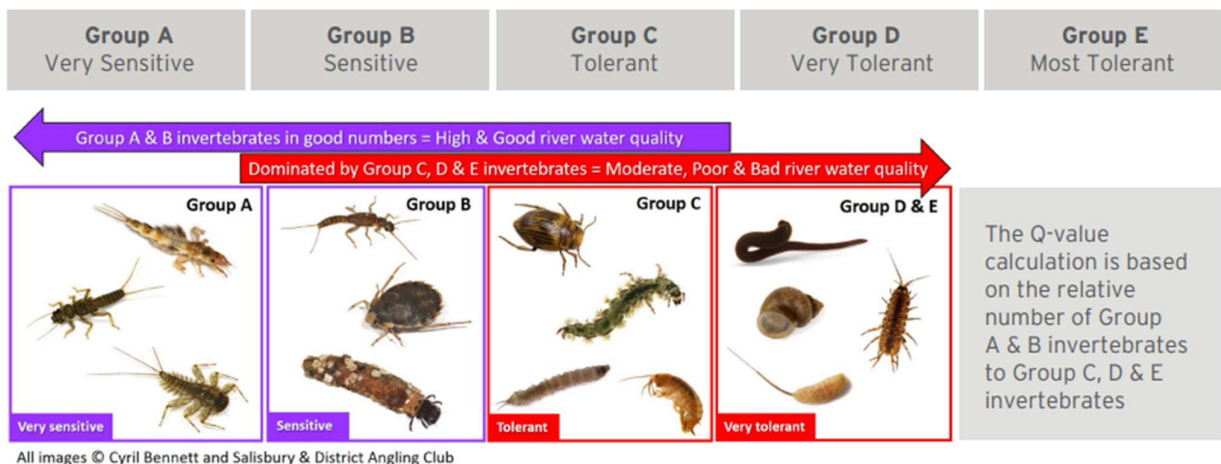 Group A
Very Sensitive
Group B
Sensitive
Group C
Tolerant
Group D
Very Tolerant
Group E
Most Tolerant
Group A & B invertebrates in good numbers = High & Good river water quality
Dominated by Group C, D & E invertebrates = Moderate, Poor & Bad river water quality
Group A
Very sensitive
Group B
Sensitive
Group C
Tolerant
Group D & E
Very tolerant
The Q-value
calculation is based
on the relative
number of Group
A & B invertebrates
to Group C, D & E
invertebrates
All images © Cyril Bennett and Salisbury & District Angling Club